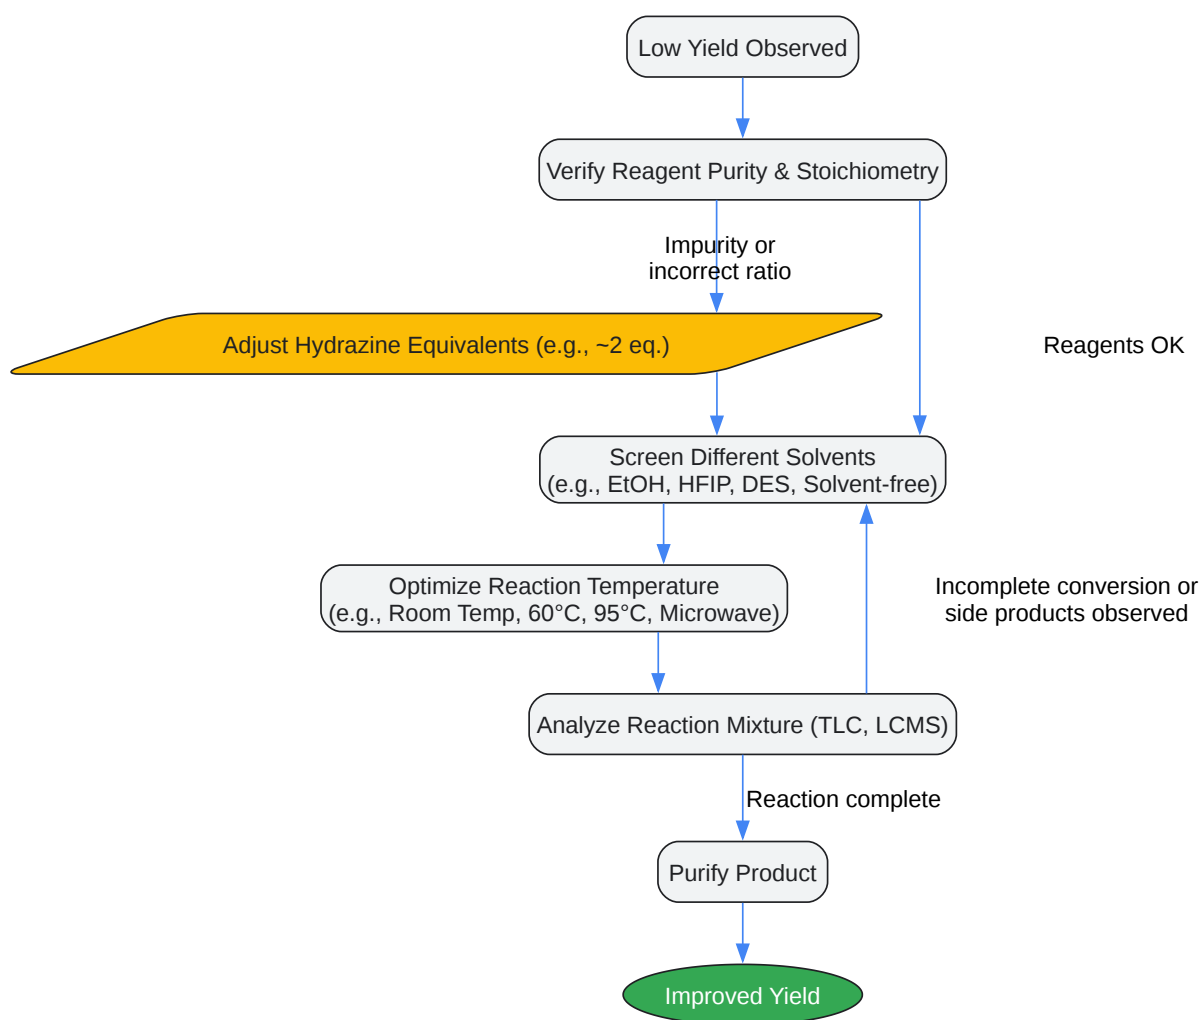 Low Yield Observed
Verify Reagent Purity & Stoichiometry
Impurity or
incorrect ratio
Adjust Hydrazine Equivalents (e.g., ~2 eq.)
Reagents OK
Screen Different Solvents
(e.g., EtOH, HFIP, DES, Solvent-free)
Optimize Reaction Temperature
(e.g., Room Temp, 60°C, 95°C, Microwave)
Incomplete conversion or
side products observed
Analyze Reaction Mixture (TLC, LCMS)
Reaction complete
Purify Product
Improved Yield